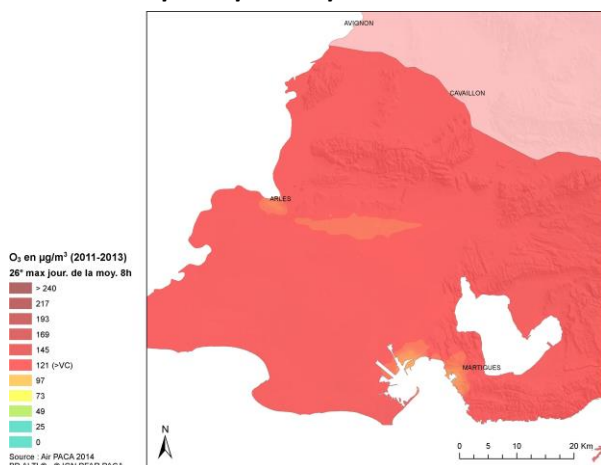 AVIGNON
CAVAILLON
ARLES
MARTIGUES
O₃ en µg/m³ (2011-2013)
26° max jour. de la moy. 8h
> 240
217
193
169
145
121 (>VC)
97
73
49
25
0
Source : Air PACA 2014
N
0 5 10 20 Km